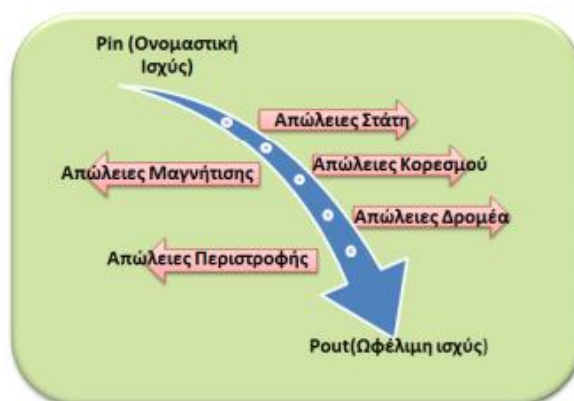 Pin (Ονομαστική
Ισχύς)
Απώλειες Στάτη
Απώλειες Μαγνήτισης
Απώλειες Κορεσμού
Απώλειες Δρομέα
Απώλειες Περιστροφής
Pout(Ωφέλιμη ισχύς)